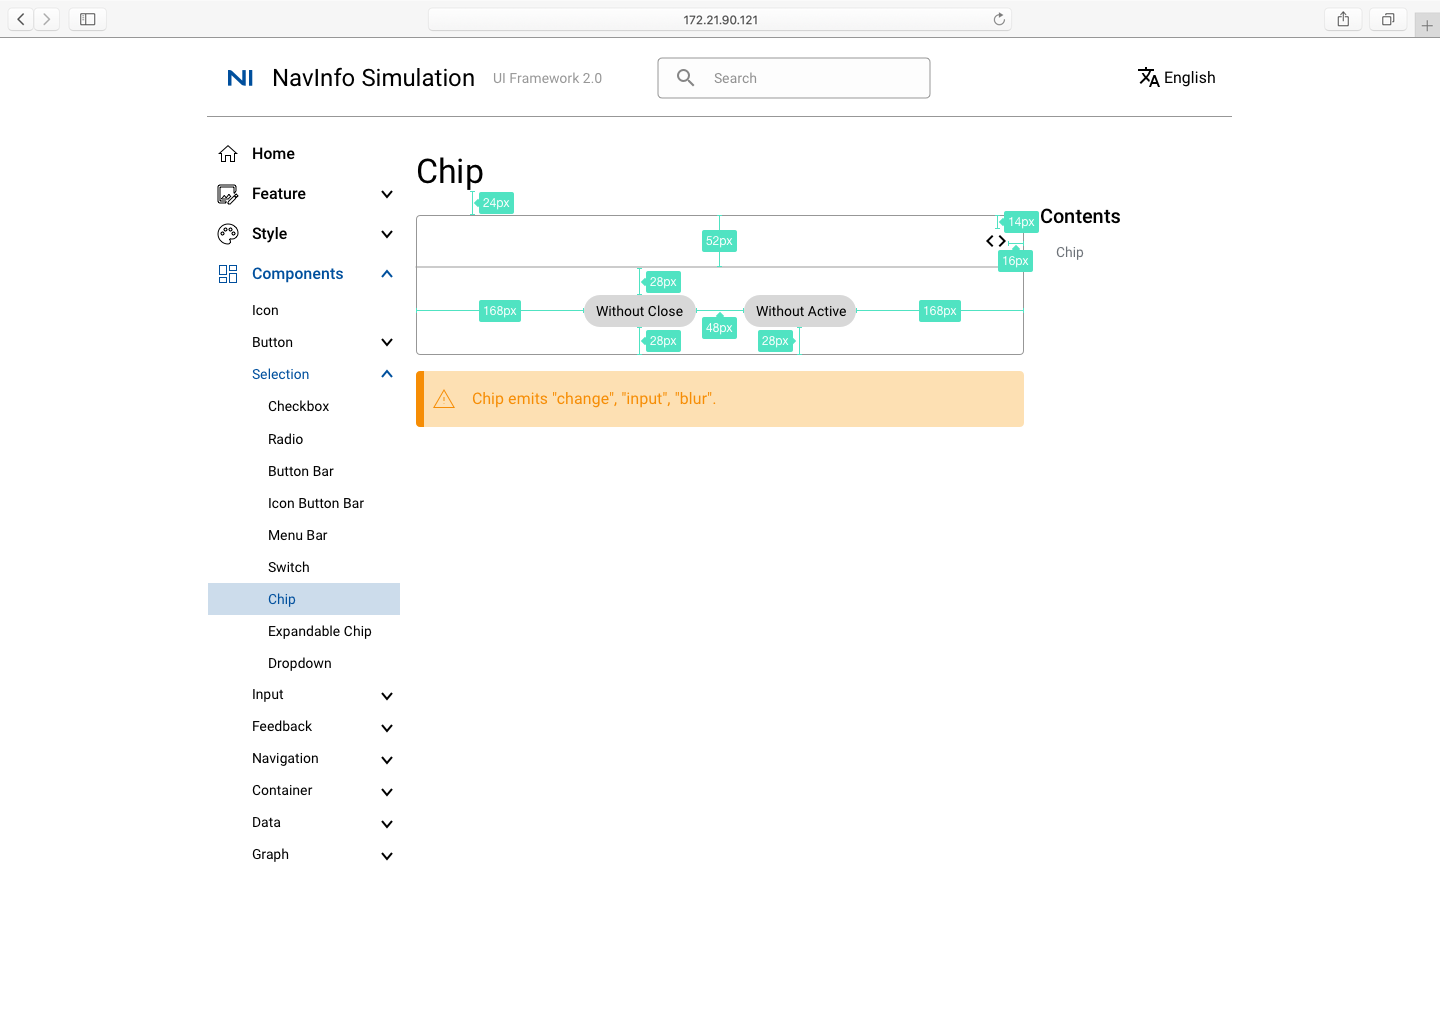 172.21.90.121
NI NavInfo Simulation UI Framework 2.0 Search English
Home
Feature
Style
Components
Icon
Button
Selection
Checkbox
Radio
Button Bar
Icon Button Bar
Menu Bar
Switch
Chip
Expandable Chip
Dropdown
Input
Feedback
Navigation
Container
Data
Graph
Chip
24px
14px
52px
16px
28px
168px Without Close Without Active 168px
48px
28px 28px
Chip emits "change", "input", "blur".
Contents
Chip